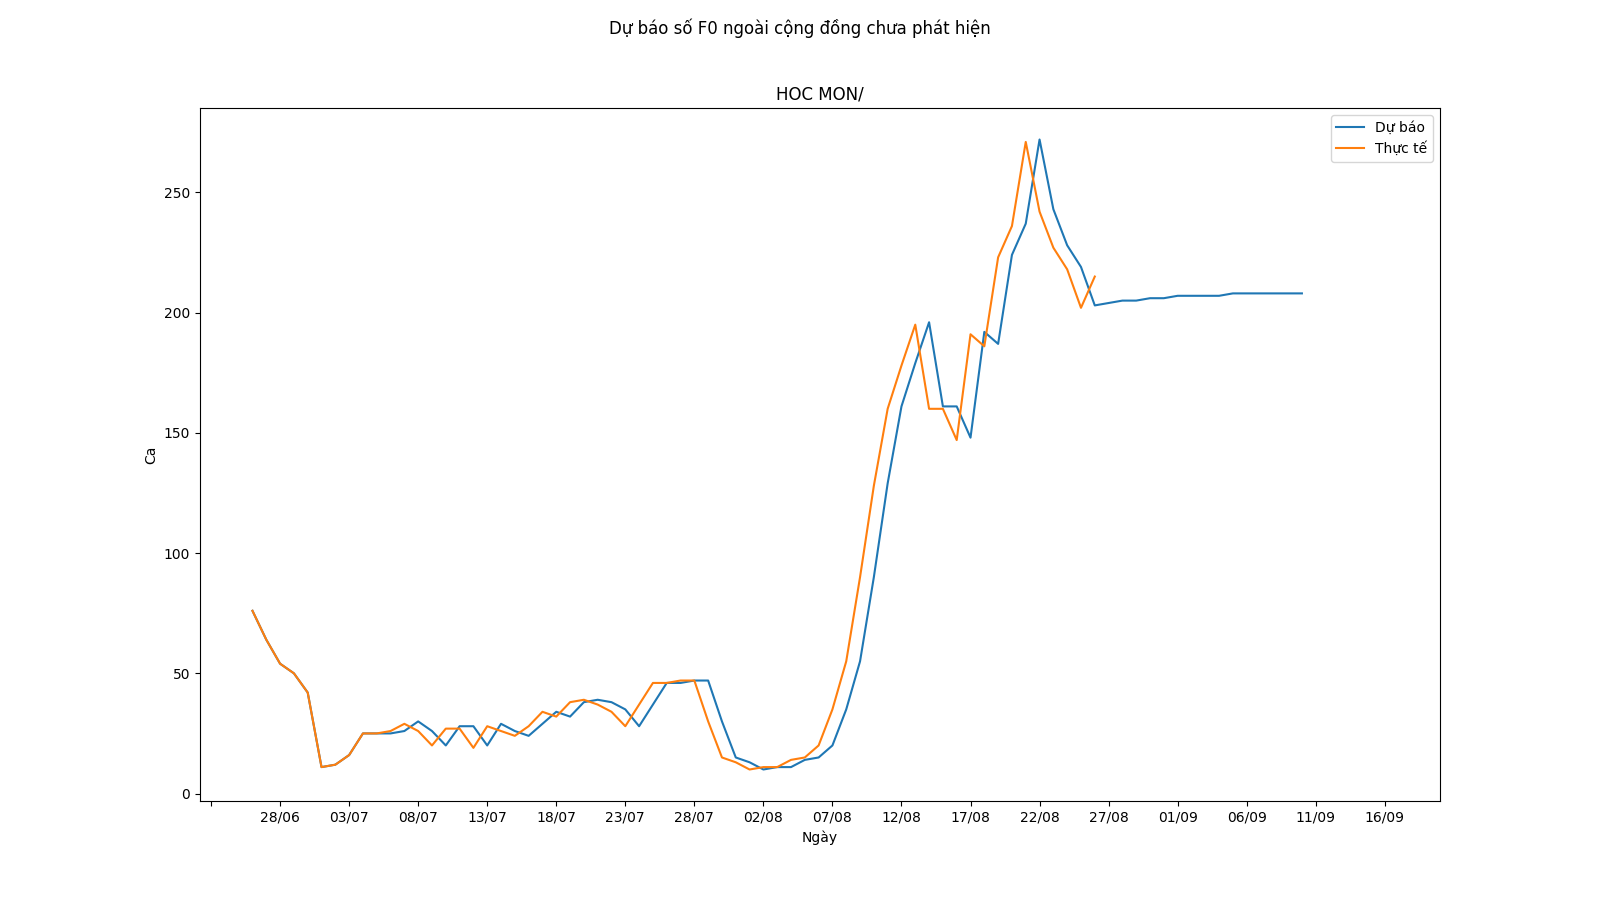 Dự báo số F0 ngoài cộng đồng chưa phát hiện
HOC MON/
Dự báo
Thực tế
250
200
150
100
50
0
Ca
28/06 03/07 08/07 13/07 18/07 23/07 28/07 02/08 07/08 12/08 17/08 22/08 27/08 01/09 06/09 11/09 16/09
Ngày